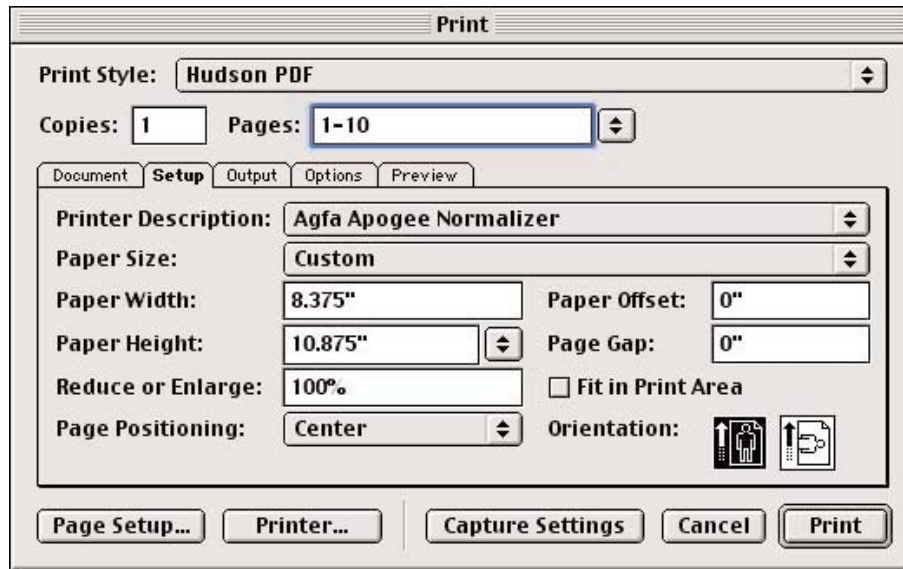 Print
Print Style: Hudson PDF
Copies: 1 Pages: 1-10
Document Setup Output Options Preview
Printer Description: Agfa Apogee Normalizer
Paper Size: Custom
Paper Width: 8.375" Paper Offset: 0"
Paper Height: 10.875" Page Gap: 0"
Reduce or Enlarge: 100% Fit in Print Area
Page Positioning: Center Orientation:
Page Setup... Printer... Capture Settings Cancel Print